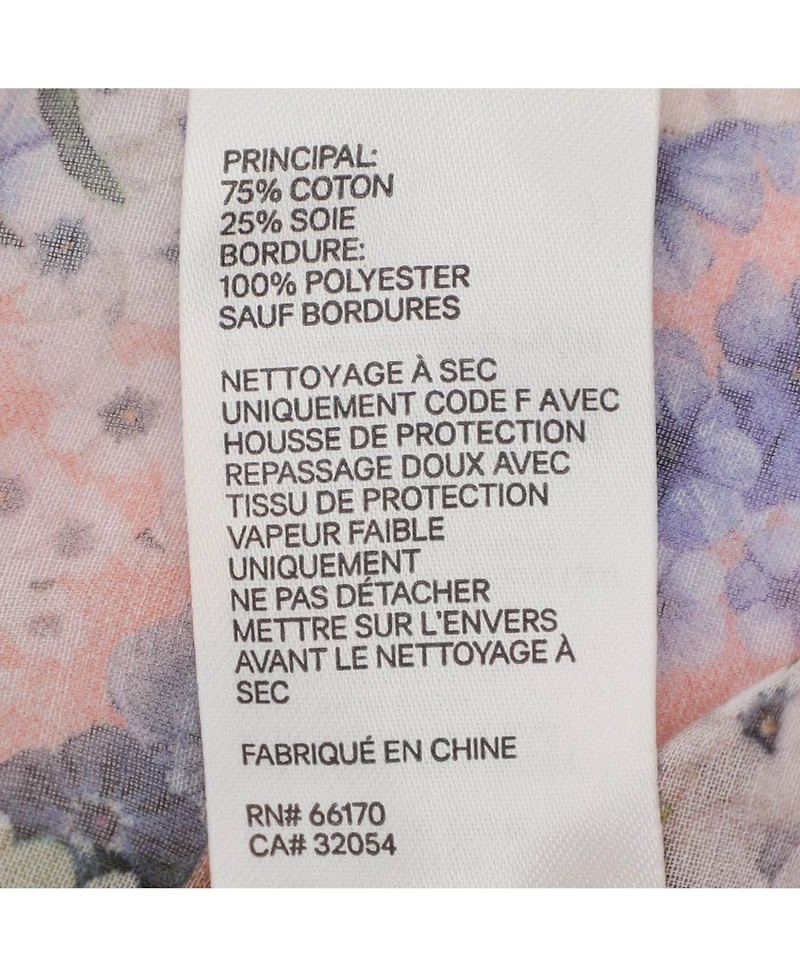 PRINCIPAL:
75% COTON
25% SOIE
BORDURE:
100% POLYESTER
SAUF BORDURES
NETTOYAGE À SEC
UNIQUEMENT CODE F AVEC
HOUSSE DE PROTECTION
REPASSAGE DOUX AVEC
TISSU DE PROTECTION
VAPEUR FAIBLE
UNIQUEMENT
NE PAS DÉTACHER
METTRE SUR L'ENVERS
AVANT LE NETTOYAGE À
SEC
FABRIQUÉ EN CHINE
RN# 66170
CA# 32054